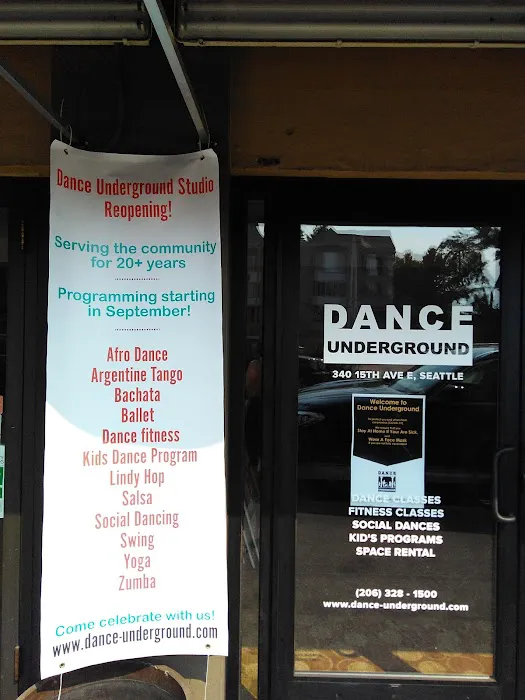 Dance Underground Studio
Reopening!
Serving the community
for 20+ years
Programming starting
in September!
Afro Dance
Argentine Tango
Bachata
Ballet
Dance fitness
Kids Dance Program
Lindy Hop
Salsa
Social Dancing
Swing
Yoga
Zumba
Come celebrate with us!
www.dance-underground.com
DANCE
UNDERGROUND
340 15TH AVE E, SEATTLE
Welcome to
Dance Underground
Stay At Home If Your Are Sick.
Wear A Face Mask
DANCE
DANCE CLASSES
FITNESS CLASSES
SOCIAL DANCES
KID'S PROGRAMS
SPACE RENTAL
(206) 328 - 1500
www.dance-underground.com